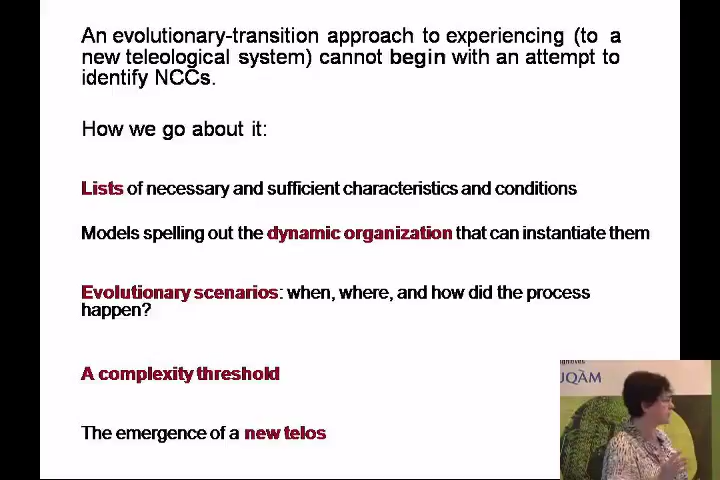 An evolutionary-transition approach to experiencing (to a
new teleological system) cannot begin with an attempt to
identify NCCs.
How we go about it:
Lists of necessary and sufficient characteristics and conditions
Models spelling out the dynamic organization that can instantiate them
Evolutionary scenarios: when, where, and how did the process
happen?
A complexity threshold
The emergence of a new telos
UQÀM